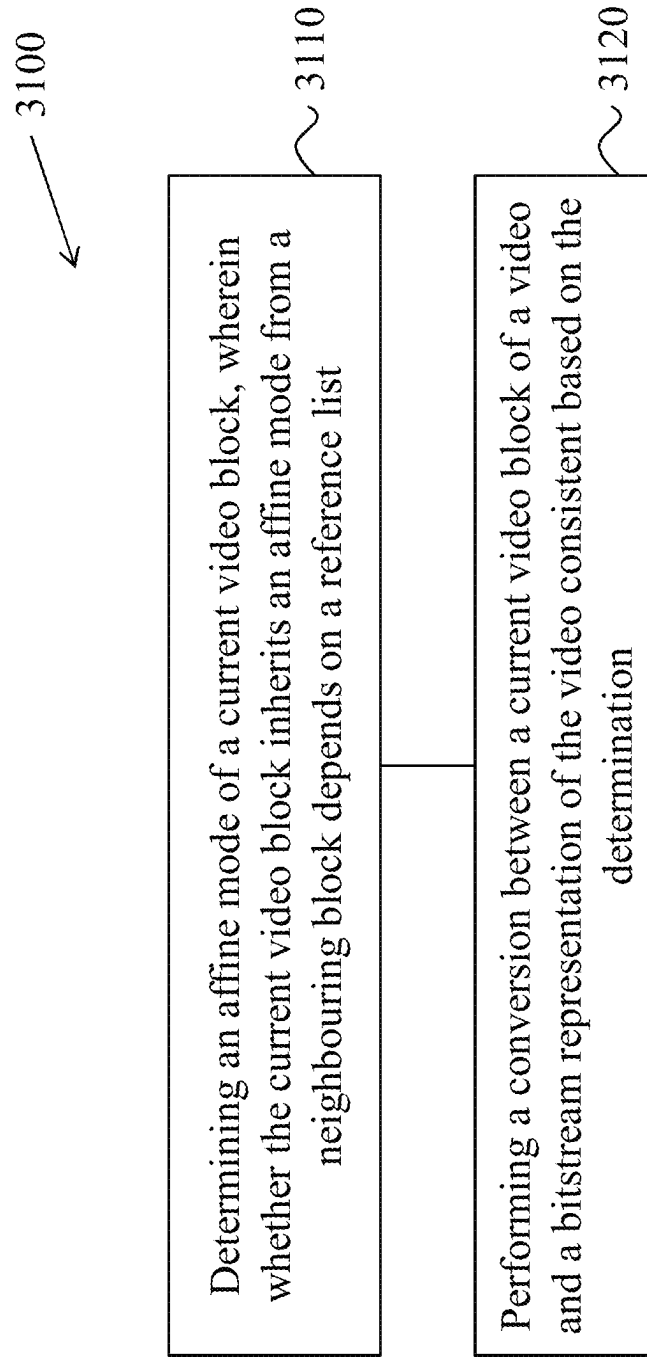 3100
Determining an affine mode of a current video block, wherein
whether the current video block inherits an affine mode from a
neighbouring block depends on a reference list
3110
Performing a conversion between a current video block of a video
and a bitstream representation of the video consistent based on the
determination
3120